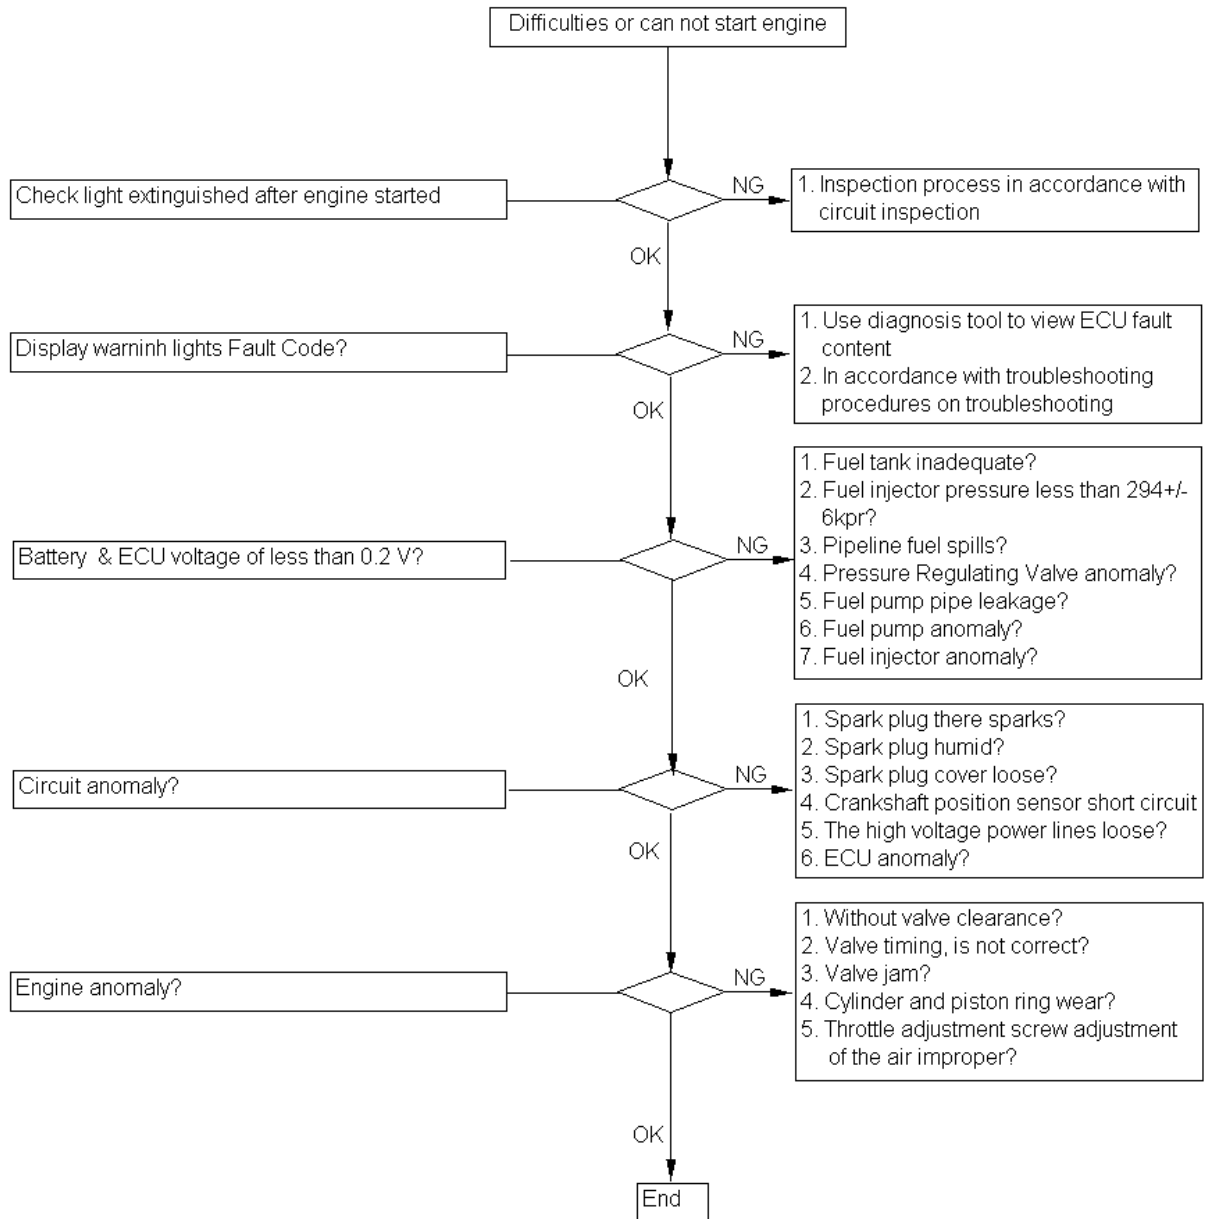 Difficulties or can not start engine
Check light extinguished after engine started
NG
1. Inspection process in accordance with
circuit inspection
OK
Display warninh lights Fault Code?
NG
1. Use diagnosis tool to view ECU fault
content
2. In accordance with troubleshooting
procedures on troubleshooting
OK
Battery & ECU voltage of less than 0.2 V?
NG
1. Fuel tank inadequate?
2. Fuel injector pressure less than 294+/-
6kpr?
3. Pipeline fuel spills?
4. Pressure Regulating Valve anomaly?
5. Fuel pump pipe leakage?
6. Fuel pump anomaly?
7. Fuel injector anomaly?
OK
Circuit anomaly?
NG
1. Spark plug there sparks?
2. Spark plug humid?
3. Spark plug cover loose?
4. Crankshaft position sensor short circuit
5. The high voltage power lines loose?
6. ECU anomaly?
OK
Engine anomaly?
NG
1. Without valve clearance?
2. Valve timing, is not correct?
3. Valve jam?
4. Cylinder and piston ring wear?
5. Throttle adjustment screw adjustment
of the air improper?
OK
End